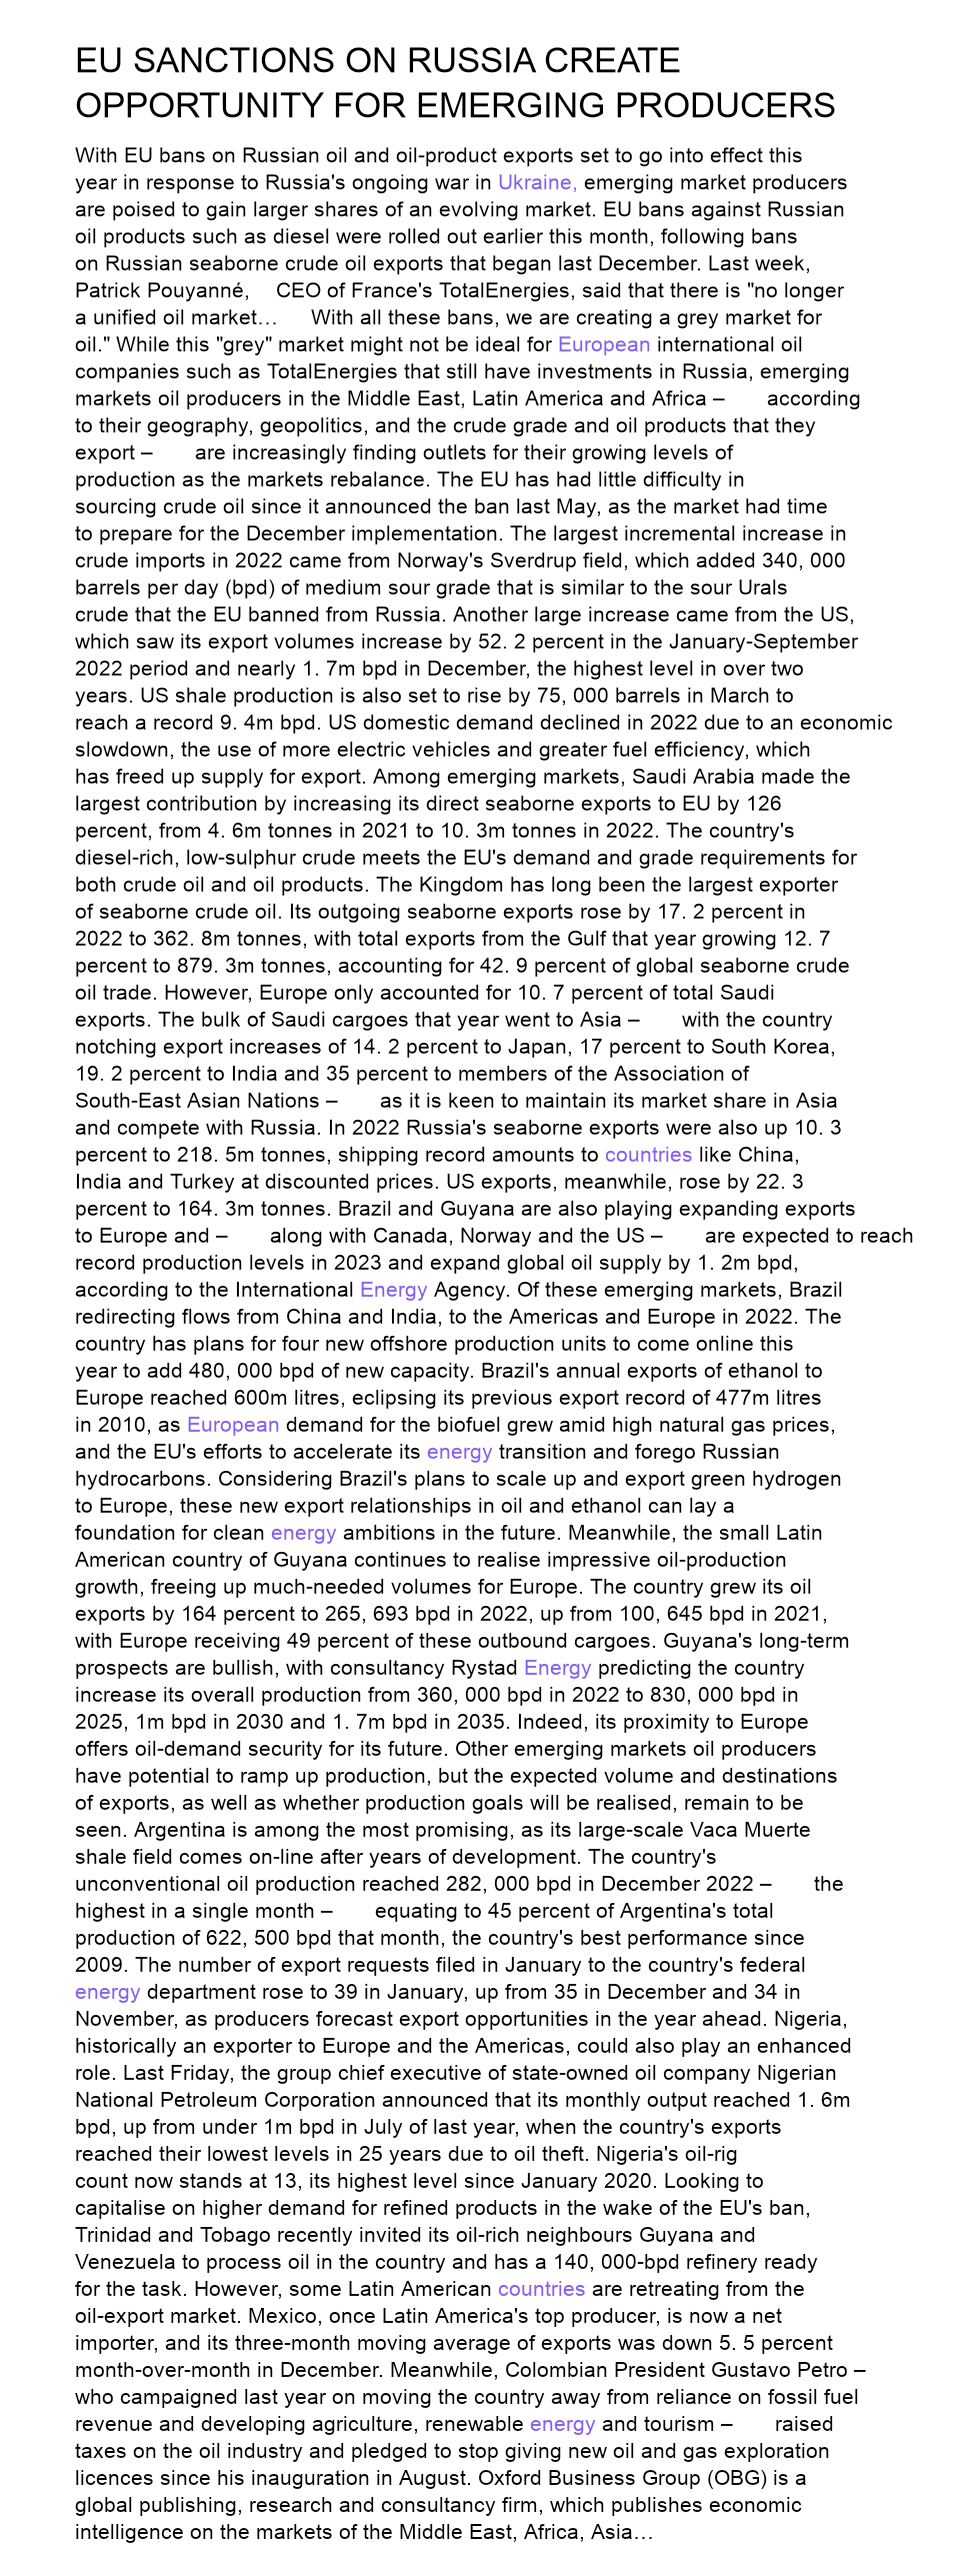 EU SANCTIONS ON RUSSIA CREATE
OPPORTUNITY FOR EMERGING PRODUCERS
With EU bans on Russian oil and oil-product exports set to go into effect this
year in response to Russia's ongoing war in Ukraine, emerging market producers
are poised to gain larger shares of an evolving market. EU bans against Russian
oil products such as diesel were rolled out earlier this month, following bans
on Russian seaborne crude oil exports that began last December. Last week,
Patrick Pouyanné, CEO of France's TotalEnergies, said that there is "no longer
a unified oil market… With all these bans, we are creating a grey market for
oil." While this "grey" market might not be ideal for European international oil
companies such as TotalEnergies that still have investments in Russia, emerging
markets oil producers in the Middle East, Latin America and Africa – according
to their geography, geopolitics, and the crude grade and oil products that they
export – are increasingly finding outlets for their growing levels of
production as the markets rebalance. The EU has had little difficulty in
sourcing crude oil since it announced the ban last May, as the market had time
to prepare for the December implementation. The largest incremental increase in
crude imports in 2022 came from Norway's Sverdrup field, which added 340, 000
barrels per day (bpd) of medium sour grade that is similar to the sour Urals
crude that the EU banned from Russia. Another large increase came from the US,
which saw its export volumes increase by 52. 2 percent in the January-September
2022 period and nearly 1. 7m bpd in December, the highest level in over two
years. US shale production is also set to rise by 75, 000 barrels in March to
reach a record 9. 4m bpd. US domestic demand declined in 2022 due to an economic
slowdown, the use of more electric vehicles and greater fuel efficiency, which
has freed up supply for export. Among emerging markets, Saudi Arabia made the
largest contribution by increasing its direct seaborne exports to EU by 126
percent, from 4. 6m tonnes in 2021 to 10. 3m tonnes in 2022. The country's
diesel-rich, low-sulphur crude meets the EU's demand and grade requirements for
both crude oil and oil products. The Kingdom has long been the largest exporter
of seaborne crude oil. Its outgoing seaborne exports rose by 17. 2 percent in
2022 to 362. 8m tonnes, with total exports from the Gulf that year growing 12. 7
percent to 879. 3m tonnes, accounting for 42. 9 percent of global seaborne crude
oil trade. However, Europe only accounted for 10. 7 percent of total Saudi
exports. The bulk of Saudi cargoes that year went to Asia – with the country
notching export increases of 14. 2 percent to Japan, 17 percent to South Korea,
19. 2 percent to India and 35 percent to members of the Association of
South-East Asian Nations – as it is keen to maintain its market share in Asia
and compete with Russia. In 2022 Russia's seaborne exports were also up 10. 3
percent to 218. 5m tonnes, shipping record amounts to countries like China,
India and Turkey at discounted prices. US exports, meanwhile, rose by 22. 3
percent to 164. 3m tonnes. Brazil and Guyana are also playing expanding exports
to Europe and – along with Canada, Norway and the US – are expected to reach
record production levels in 2023 and expand global oil supply by 1. 2m bpd,
according to the International Energy Agency. Of these emerging markets, Brazil
redirecting flows from China and India, to the Americas and Europe in 2022. The
country has plans for four new offshore production units to come online this
year to add 480, 000 bpd of new capacity. Brazil's annual exports of ethanol to
Europe reached 600m litres, eclipsing its previous export record of 477m litres
in 2010, as European demand for the biofuel grew amid high natural gas prices,
and the EU's efforts to accelerate its energy transition and forego Russian
hydrocarbons. Considering Brazil's plans to scale up and export green hydrogen
to Europe, these new export relationships in oil and ethanol can lay a
foundation for clean energy ambitions in the future. Meanwhile, the small Latin
American country of Guyana continues to realise impressive oil-production
growth, freeing up much-needed volumes for Europe. The country grew its oil
exports by 164 percent to 265, 693 bpd in 2022, up from 100, 645 bpd in 2021,
with Europe receiving 49 percent of these outbound cargoes. Guyana's long-term
prospects are bullish, with consultancy Rystad Energy predicting the country
increase its overall production from 360, 000 bpd in 2022 to 830, 000 bpd in
2025, 1m bpd in 2030 and 1. 7m bpd in 2035. Indeed, its proximity to Europe
offers oil-demand security for its future. Other emerging markets oil producers
have potential to ramp up production, but the expected volume and destinations
of exports, as well as whether production goals will be realised, remain to be
seen. Argentina is among the most promising, as its large-scale Vaca Muerte
shale field comes on-line after years of development. The country's
unconventional oil production reached 282, 000 bpd in December 2022 – the
highest in a single month – equating to 45 percent of Argentina's total
production of 622, 500 bpd that month, the country's best performance since
2009. The number of export requests filed in January to the country's federal
energy department rose to 39 in January, up from 35 in December and 34 in
November, as producers forecast export opportunities in the year ahead. Nigeria,
historically an exporter to Europe and the Americas, could also play an enhanced
role. Last Friday, the group chief executive of state-owned oil company Nigerian
National Petroleum Corporation announced that its monthly output reached 1. 6m
bpd, up from under 1m bpd in July of last year, when the country's exports
reached their lowest levels in 25 years due to oil theft. Nigeria's oil-rig
count now stands at 13, its highest level since January 2020. Looking to
capitalise on higher demand for refined products in the wake of the EU's ban,
Trinidad and Tobago recently invited its oil-rich neighbours Guyana and
Venezuela to process oil in the country and has a 140, 000-bpd refinery ready
for the task. However, some Latin American countries are retreating from the
oil-export market. Mexico, once Latin America's top producer, is now a net
importer, and its three-month moving average of exports was down 5. 5 percent
month-over-month in December. Meanwhile, Colombian President Gustavo Petro –
who campaigned last year on moving the country away from reliance on fossil fuel
revenue and developing agriculture, renewable energy and tourism – raised
taxes on the oil industry and pledged to stop giving new oil and gas exploration
licences since his inauguration in August. Oxford Business Group (OBG) is a
global publishing, research and consultancy firm, which publishes economic
intelligence on the markets of the Middle East, Africa, Asia…